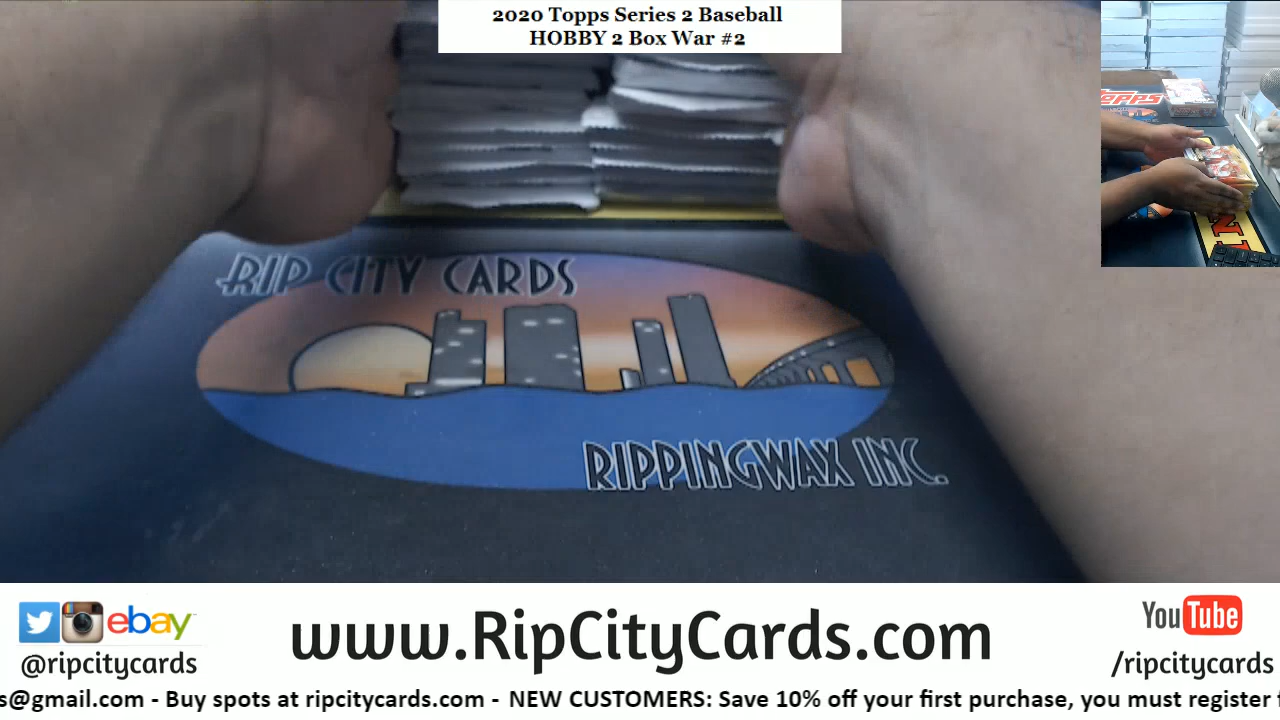 2020 Topps Series 2 Baseball
HOBBY 2 Box War #2
TOPPS
RIP CITY CARDS
RIPPINGWAX INC.
ebay
@ripcitycards
www.RipCityCards.com
YouTube
/ripcitycards
s@gmail.com - Buy spots at ripcitycards.com - NEW CUSTOMERS: Save 10% off your first purchase, you must register